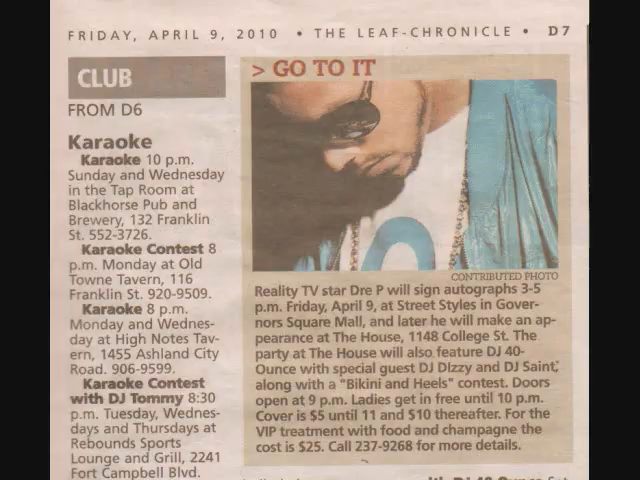 FRIDAY, APRIL 9, 2010 • THE LEAF-CHRONICLE • D7
CLUB
FROM D6
Karaoke
Karaoke 10 p.m.
Sunday and Wednesday
in the Tap Room at
Blackhorse Pub and
Brewery, 132 Franklin
St. 552-3726.
Karaoke Contest 8
p.m. Monday at Old
Towne Tavern, 116
Franklin St. 920-9509.
Karaoke 8 p.m.
Monday and Wednes-
day at High Notes Tav-
ern, 1455 Ashland City
Road. 906-9599.
Karaoke Contest
with DJ Tommy 8:30
p.m. Tuesday, Wednes-
days and Thursdays at
Rebounds Sports
Lounge and Grill, 2241
Fort Campbell Blvd.
> GO TO IT
CONTRIBUTED PHOTO
Reality TV star Dre P will sign autographs 3-5
p.m. Friday, April 9, at Street Styles in Gover-
nors Square Mall, and later he will make an ap-
pearance at The House, 1148 College St. The
party at The House will also feature DJ 40-
Ounce with special guest DJ DIzzy and DJ Saint,
along with a "Bikini and Heels" contest. Doors
open at 9 p.m. Ladies get in free until 10 p.m.
Cover is $5 until 11 and $10 thereafter. For the
VIP treatment with food and champagne the
cost is $25. Call 237-9268 for more details.
with DJ 40 Ounce